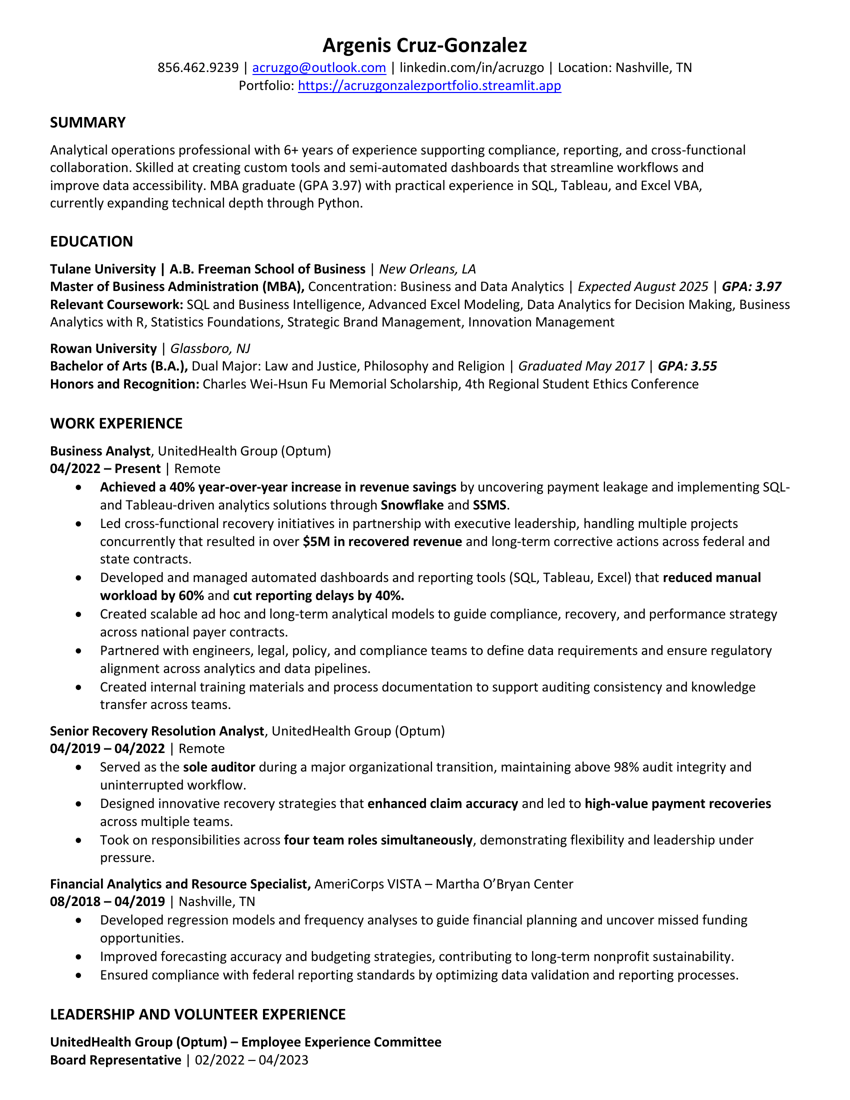 Argenis Cruz-Gonzalez
856.462.9239 | acruzgo@outlook.com | linkedin.com/in/acruzgo | Location: Nashville, TN
Portfolio: https://acruzgonzalezportfolio.streamlit.app
SUMMARY
Analytical operations professional with 6+ years of experience supporting compliance, reporting, and cross-functional
collaboration. Skilled at creating custom tools and semi-automated dashboards that streamline workflows and
improve data accessibility. MBA graduate (GPA 3.97) with practical experience in SQL, Tableau, and Excel VBA,
currently expanding technical depth through Python.
EDUCATION
Tulane University | A.B. Freeman School of Business | New Orleans, LA
Master of Business Administration (MBA), Concentration: Business and Data Analytics | Expected August 2025 | GPA: 3.97
Relevant Coursework: SQL and Business Intelligence, Advanced Excel Modeling, Data Analytics for Decision Making, Business
Analytics with R, Statistics Foundations, Strategic Brand Management, Innovation Management
Rowan University | Glassboro, NJ
Bachelor of Arts (B.A.), Dual Major: Law and Justice, Philosophy and Religion | Graduated May 2017 | GPA: 3.55
Honors and Recognition: Charles Wei-Hsun Fu Memorial Scholarship, 4th Regional Student Ethics Conference
WORK EXPERIENCE
Business Analyst, UnitedHealth Group (Optum)
04/2022 – Present | Remote
• Achieved a 40% year-over-year increase in revenue savings by uncovering payment leakage and implementing SQL-
and Tableau-driven analytics solutions through Snowflake and SSMS.
• Led cross-functional recovery initiatives in partnership with executive leadership, handling multiple projects
concurrently that resulted in over $5M in recovered revenue and long-term corrective actions across federal and
state contracts.
• Developed and managed automated dashboards and reporting tools (SQL, Tableau, Excel) that reduced manual
workload by 60% and cut reporting delays by 40%.
• Created scalable ad hoc and long-term analytical models to guide compliance, recovery, and performance strategy
across national payer contracts.
• Partnered with engineers, legal, policy, and compliance teams to define data requirements and ensure regulatory
alignment across analytics and data pipelines.
• Created internal training materials and process documentation to support auditing consistency and knowledge
transfer across teams.
Senior Recovery Resolution Analyst, UnitedHealth Group (Optum)
04/2019 – 04/2022 | Remote
• Served as the sole auditor during a major organizational transition, maintaining above 98% audit integrity and
uninterrupted workflow.
• Designed innovative recovery strategies that enhanced claim accuracy and led to high-value payment recoveries
across multiple teams.
• Took on responsibilities across four team roles simultaneously, demonstrating flexibility and leadership under
pressure.
Financial Analytics and Resource Specialist, AmeriCorps VISTA – Martha O’Bryan Center
08/2018 – 04/2019 | Nashville, TN
• Developed regression models and frequency analyses to guide financial planning and uncover missed funding
opportunities.
• Improved forecasting accuracy and budgeting strategies, contributing to long-term nonprofit sustainability.
• Ensured compliance with federal reporting standards by optimizing data validation and reporting processes.
LEADERSHIP AND VOLUNTEER EXPERIENCE
UnitedHealth Group (Optum) – Employee Experience Committee
Board Representative | 02/2022 – 04/2023